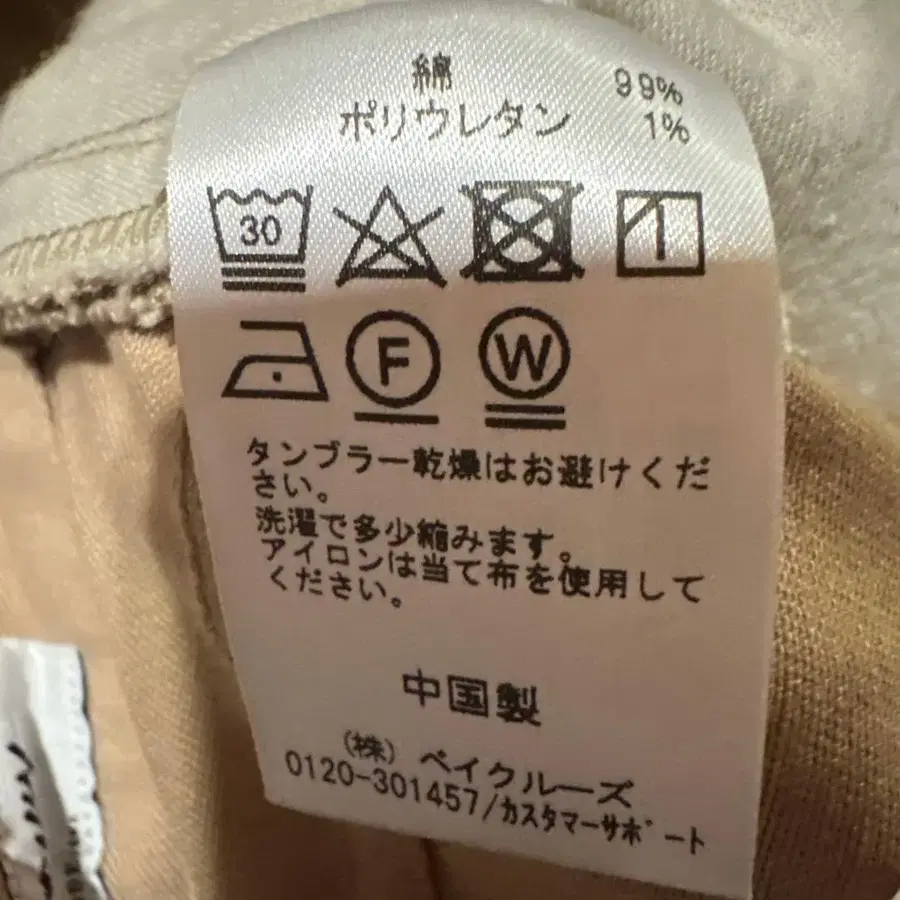 綿 99%
ポリウレタン 1%
30
F W
タンブラー乾燥はお避けくだ
さい。
洗濯で多少縮みます。
アイロンは当て布を使用して
ください。
中国製
(株) ベイクルーズ
0120-301457/カスタマーサポート